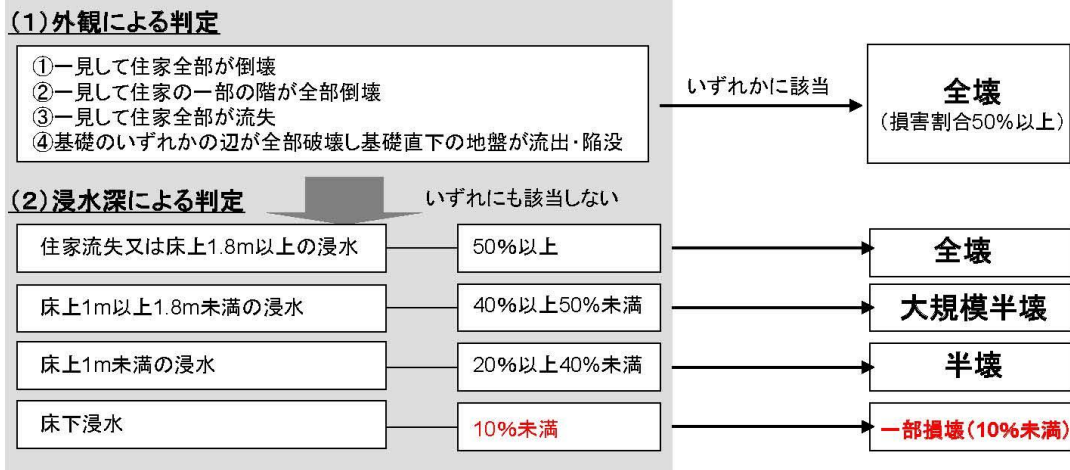 (1)外観による判定
①一見して住家全部が倒壊
②一見して住家の一部の階が全部倒壊
③一見して住家全部が流失
④基礎のいずれかの辺が全部破壊し基礎直下の地盤が流出・陥没
いずれかに該当
全壊
(損害割合50%以上)
(2)浸水深による判定
いずれにも該当しない
住家流失又は床上1.8m以上の浸水
50%以上
全壊
床上1m以上1.8m未満の浸水
40%以上50%未満
大規模半壊
床上1m未満の浸水
20%以上40%未満
半壊
床下浸水
10%未満
一部損壊(10%未満)